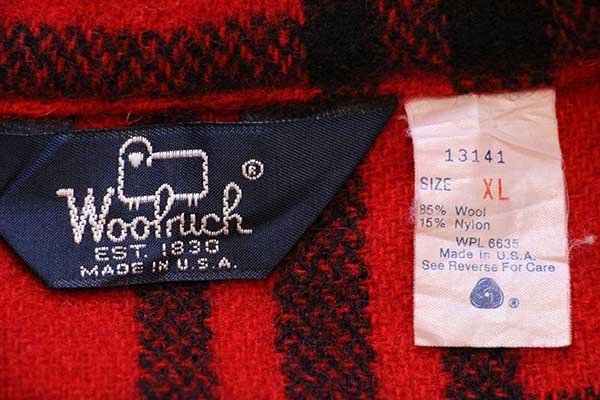 Woolrich ®
EST. 1830
MADE IN U.S.A.
13141
SIZE XL
85% Wool
15% Nylon
WPL 6635
Made In U.S.A.
See Reverse For Care
®